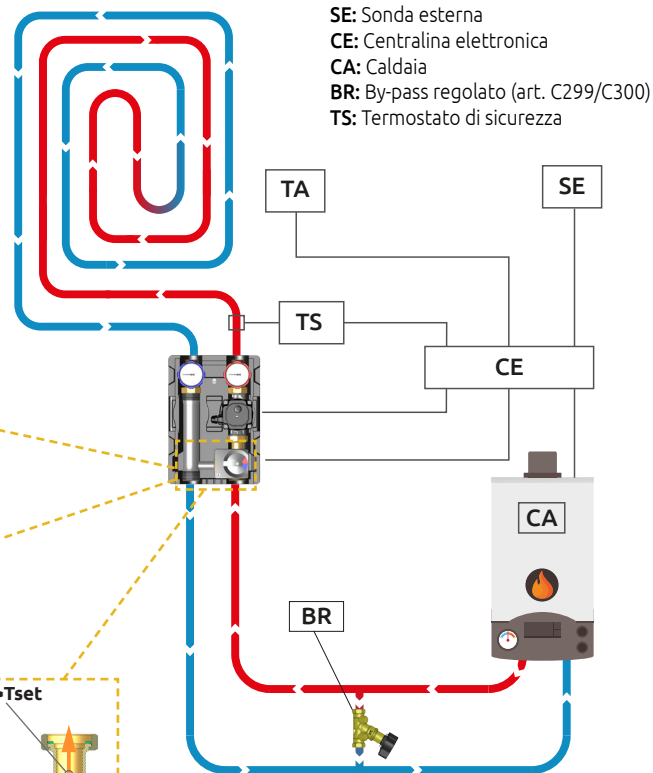 SE: Sonda esterna
CE: Centralina elettronica
CA: Caldaia
BR: By-pass regolato (art. C299/C300)
TS: Termostato di sicurezza
TA
SE
TS
CE
CA
BR
Tset